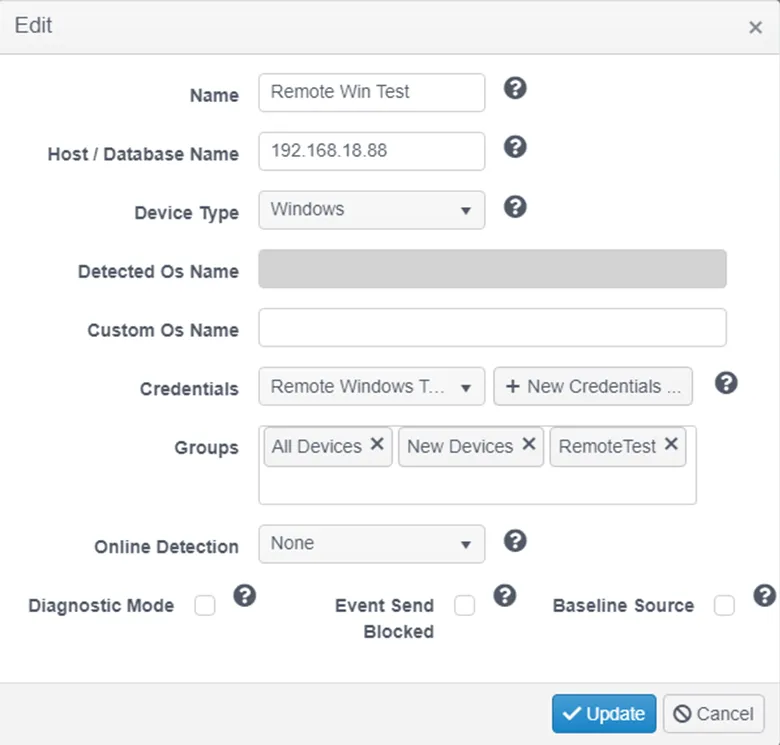 Edit
Name Remote Win Test
Host / Database Name 192.168.18.88
Device Type Windows
Detected Os Name
Custom Os Name
Credentials Remote Windows T... + New Credentials ...
Groups All Devices × New Devices × RemoteTest ×
Online Detection None
Diagnostic Mode Event Send Blocked Baseline Source
Update Cancel